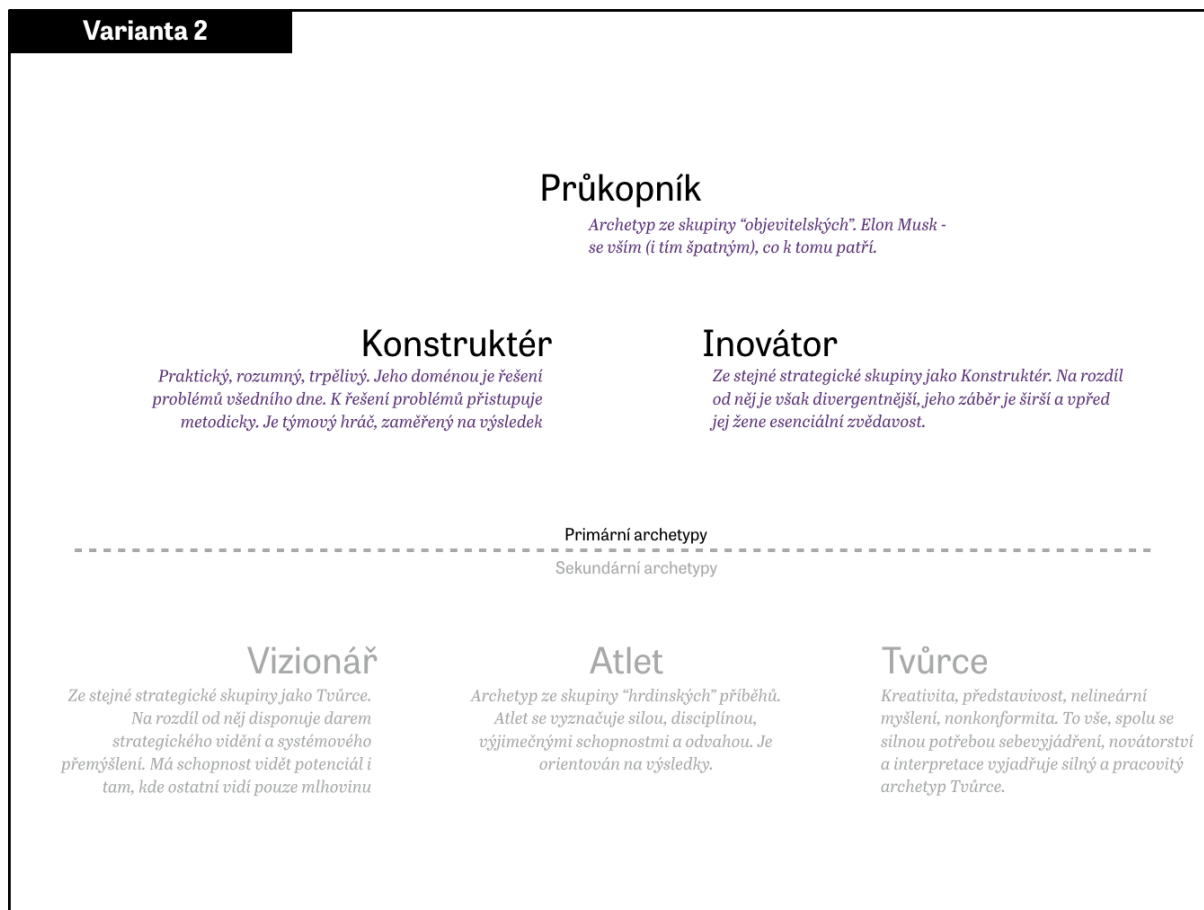 Varianta 2
Průkopník
Archetyp ze skupiny “objevitelských”. Elon Musk -
se vším (i tím špatným), co k tomu patří.
Konstruktér
Praktický, rozumný, trpělivý. Jeho doménou je řešení
problémů všedního dne. K řešení problémů přistupuje
metodicky. Je týmový hráč, zaměřený na výsledek
Inovátor
Ze stejné strategické skupiny jako Konstruktér. Na rozdíl
od něj je však divergentnější, jeho záběr je širší a vpřed
jej žene esenciální zvědavost.
Primární archetypy
Sekundární archetypy
Vizionář
Ze stejné strategické skupiny jako Tvůrce.
Na rozdíl od něj disponuje darem
strategického vidění a systémového
přemýšlení. Má schopnost vidět potenciál i
tam, kde ostatní vidí pouze mlhovinu
Atlet
Archetyp ze skupiny “hrdinských” příběhů.
Atlet se vyznačuje silou, disciplínou,
výjimečnými schopnostmi a odvahou. Je
orientován na výsledky.
Tvůrce
Kreativita, představivost, nelineární
myšlení, nonkonformita. To vše, spolu se
silnou potřebou sebevyjádření, novátorství
a interpretace vyjadřuje silný a pracovitý
archetyp Tvůrce.